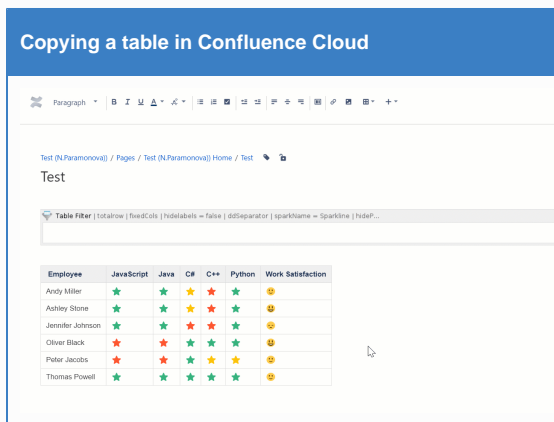 Copying a table in Confluence Cloud
Paragraph B I U A
Test (N.Paramonova)) / Pages / Test (N.Paramonova)) Home / Test
Test
Table Filter | totalrow | fixedCols | hidelabels = false | ddSeparator | sparkName = Sparkline | hideP...
Employee JavaScript Java C# C++ Python Work Satisfaction
Andy Miller
Ashley Stone
Jennifer Johnson
Oliver Black
Peter Jacobs
Thomas Powell